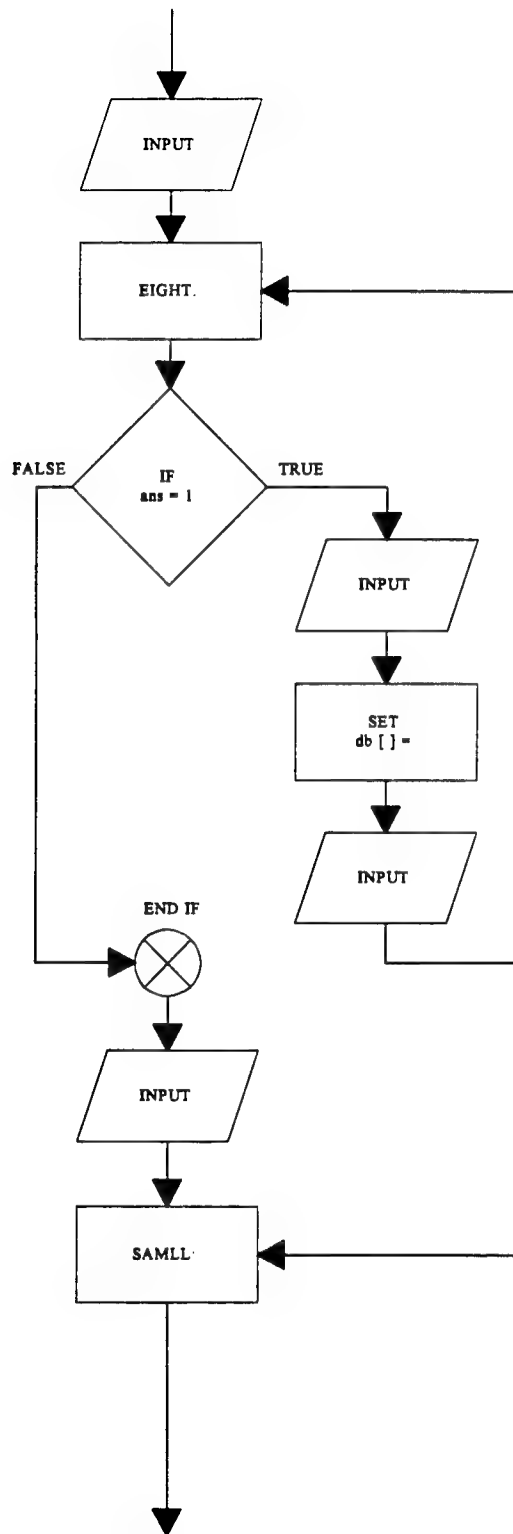 INPUT
EIGHT.
FALSE
IF
ans = 1
TRUE
INPUT
SET
db [ ] =
INPUT
END IF
INPUT
SAMLL